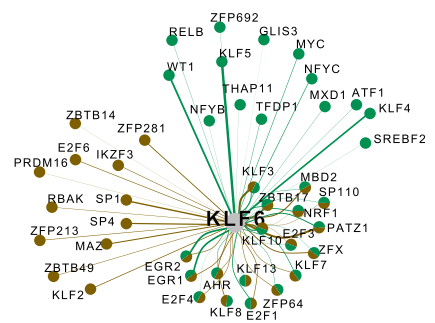 ZFP692
RELB
GLIS3
KLF5
MYC
WT1
NFYC
THAP11
MXD1
ATF1
NFYB
TFDP1
KLF4
ZBTB14
ZFP281
SREBF2
E2F6
IKZF3
PRDM16
KLF3
MBD2
RBAK
SP1
ZBTB17
SP110
NRF1
SP4
KLF6
PATZ1
ZFP213
MAZ
KLF10
E2F3
ZFX
EGR2
KLF13
KLF7
ZBTB49
EGR1
AHR
KLF2
E2F4
ZFP64
KLF8
E2F1